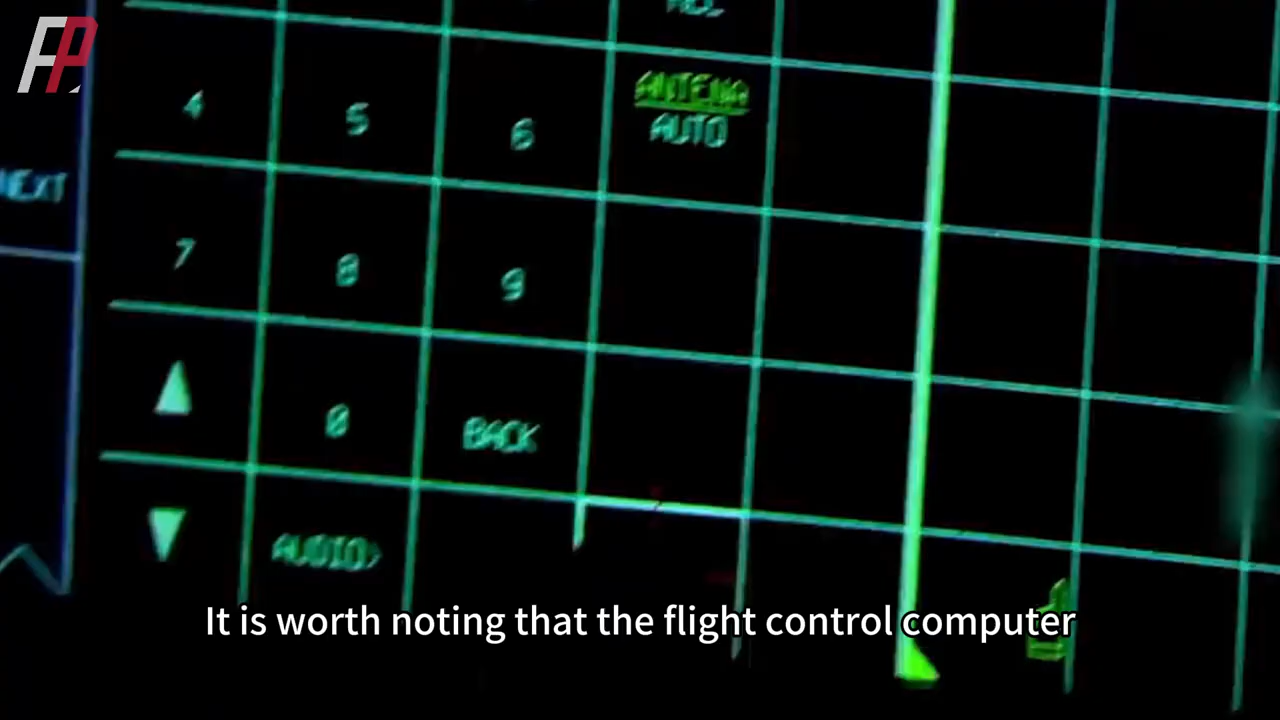 FP
4 5 6 ANTENA
AUTO
NEXT
7 8 9
0 BACK
AUDIO>
It is worth noting that the flight control computer